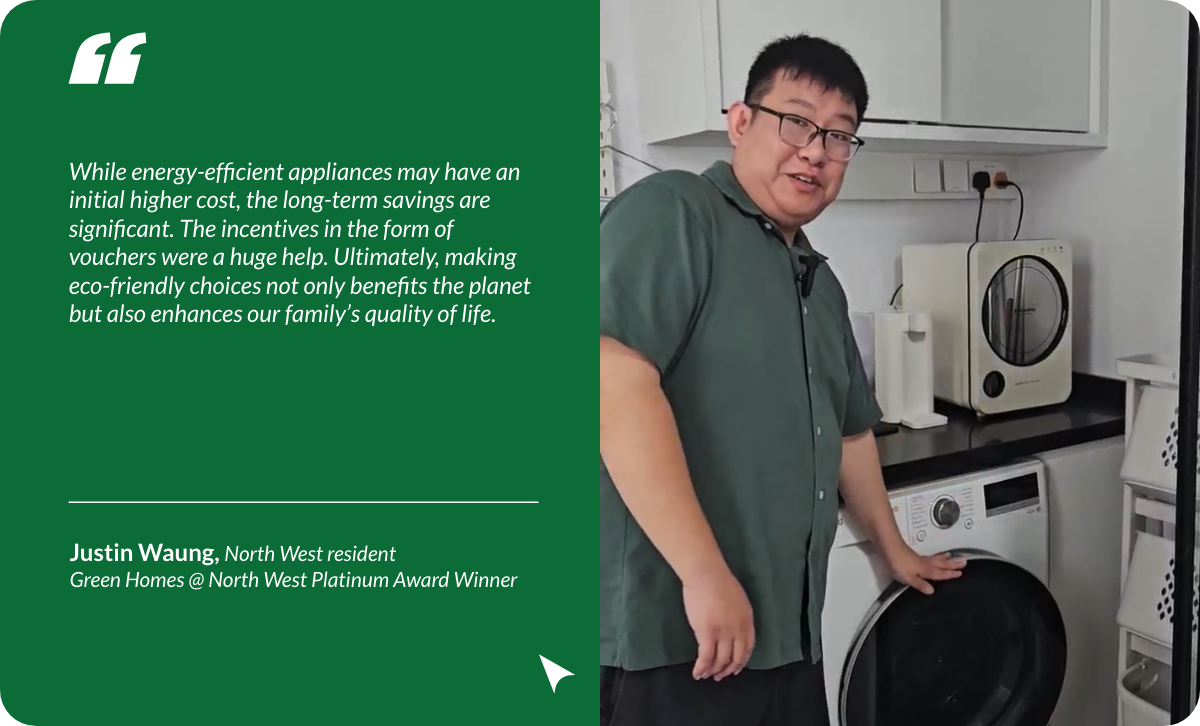 “
While energy-efficient appliances may have an
initial higher cost, the long-term savings are
significant. The incentives in the form of
vouchers were a huge help. Ultimately, making
eco-friendly choices not only benefits the planet
but also enhances our family’s quality of life.
Justin Waung, North West resident
Green Homes @ North West Platinum Award Winner